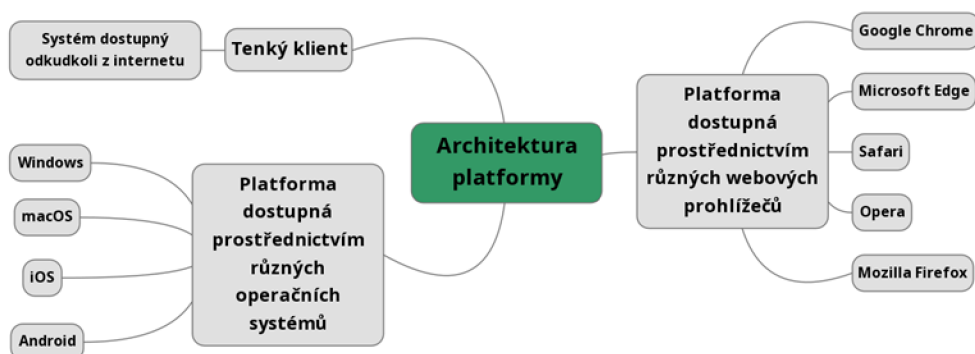 Systém dostupný
odkudkoli z internetu
Tenký klient
Windows
macOS
iOS
Android
Platforma
dostupná
prostřednictvím
různých
operačních
systémů
Architektura
platformy
Platforma
dostupná
prostřednictvím
různých webových
prohlížečů
Google Chrome
Microsoft Edge
Safari
Opera
Mozilla Firefox